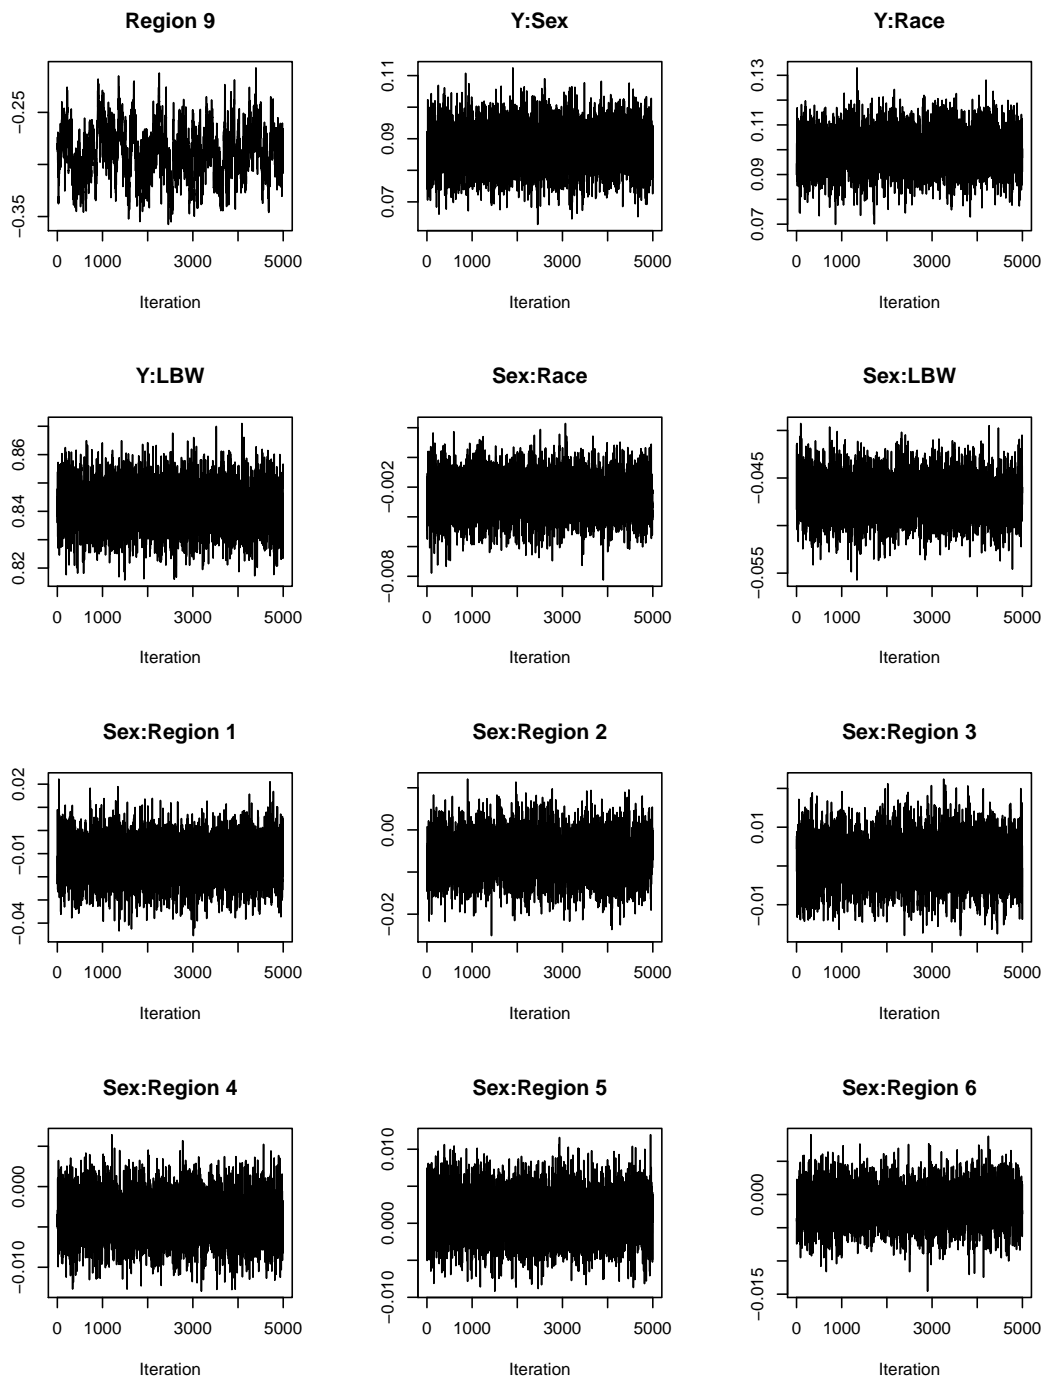 Region 9
Y:Sex
Y:Race
−0.35
−0.25
0 1000 3000 5000
Iteration
0.07 0.09 0.11
0 1000 3000 5000
Iteration
0.07 0.09 0.11 0.13
0 1000 3000 5000
Iteration
Y:LBW
Sex:Race
Sex:LBW
0.82 0.84 0.86
0 1000 3000 5000
Iteration
−0.008 −0.002
0 1000 3000 5000
Iteration
−0.055 −0.045
0 1000 3000 5000
Iteration
Sex:Region 1
Sex:Region 2
Sex:Region 3
−0.04 −0.01 0.02
0 1000 3000 5000
Iteration
−0.02 0.00
0 1000 3000 5000
Iteration
−0.01 0.01
0 1000 3000 5000
Iteration
Sex:Region 4
Sex:Region 5
Sex:Region 6
−0.010 0.000
0 1000 3000 5000
Iteration
−0.010 0.000 0.010
0 1000 3000 5000
Iteration
−0.015 0.000
0 1000 3000 5000
Iteration